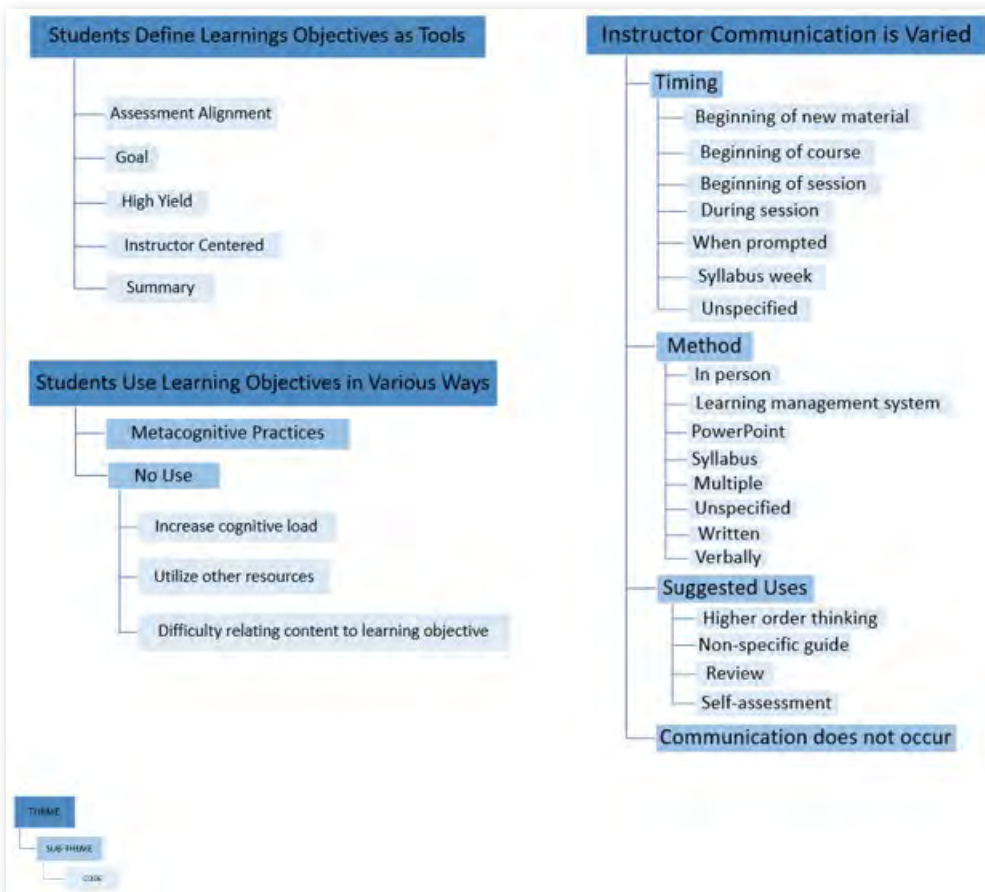 Students Define Learnings Objectives as Tools
Assessment Alignment
Goal
High Yield
Instructor Centered
Summary
Students Use Learning Objectives in Various Ways
Metacognitive Practices
No Use
Increase cognitive load
Utilize other resources
Difficulty relating content to learning objective
Instructor Communication is Varied
Timing
Beginning of new material
Beginning of course
Beginning of session
During session
When prompted
Syllabus week
Unspecified
Method
In person
Learning management system
PowerPoint
Syllabus
Multiple
Unspecified
Written
Verbally
Suggested Uses
Higher order thinking
Non-specific guide
Review
Self-assessment
Communication does not occur
THEME
SUB-THEME
CODE